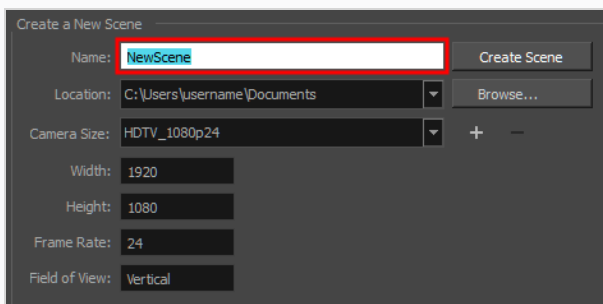 Create a New Scene
Name: NewScene Create Scene
Location: C:\Users\username\Documents Browse...
Camera Size: HDTV_1080p24 + −
Width: 1920
Height: 1080
Frame Rate: 24
Field of View: Vertical